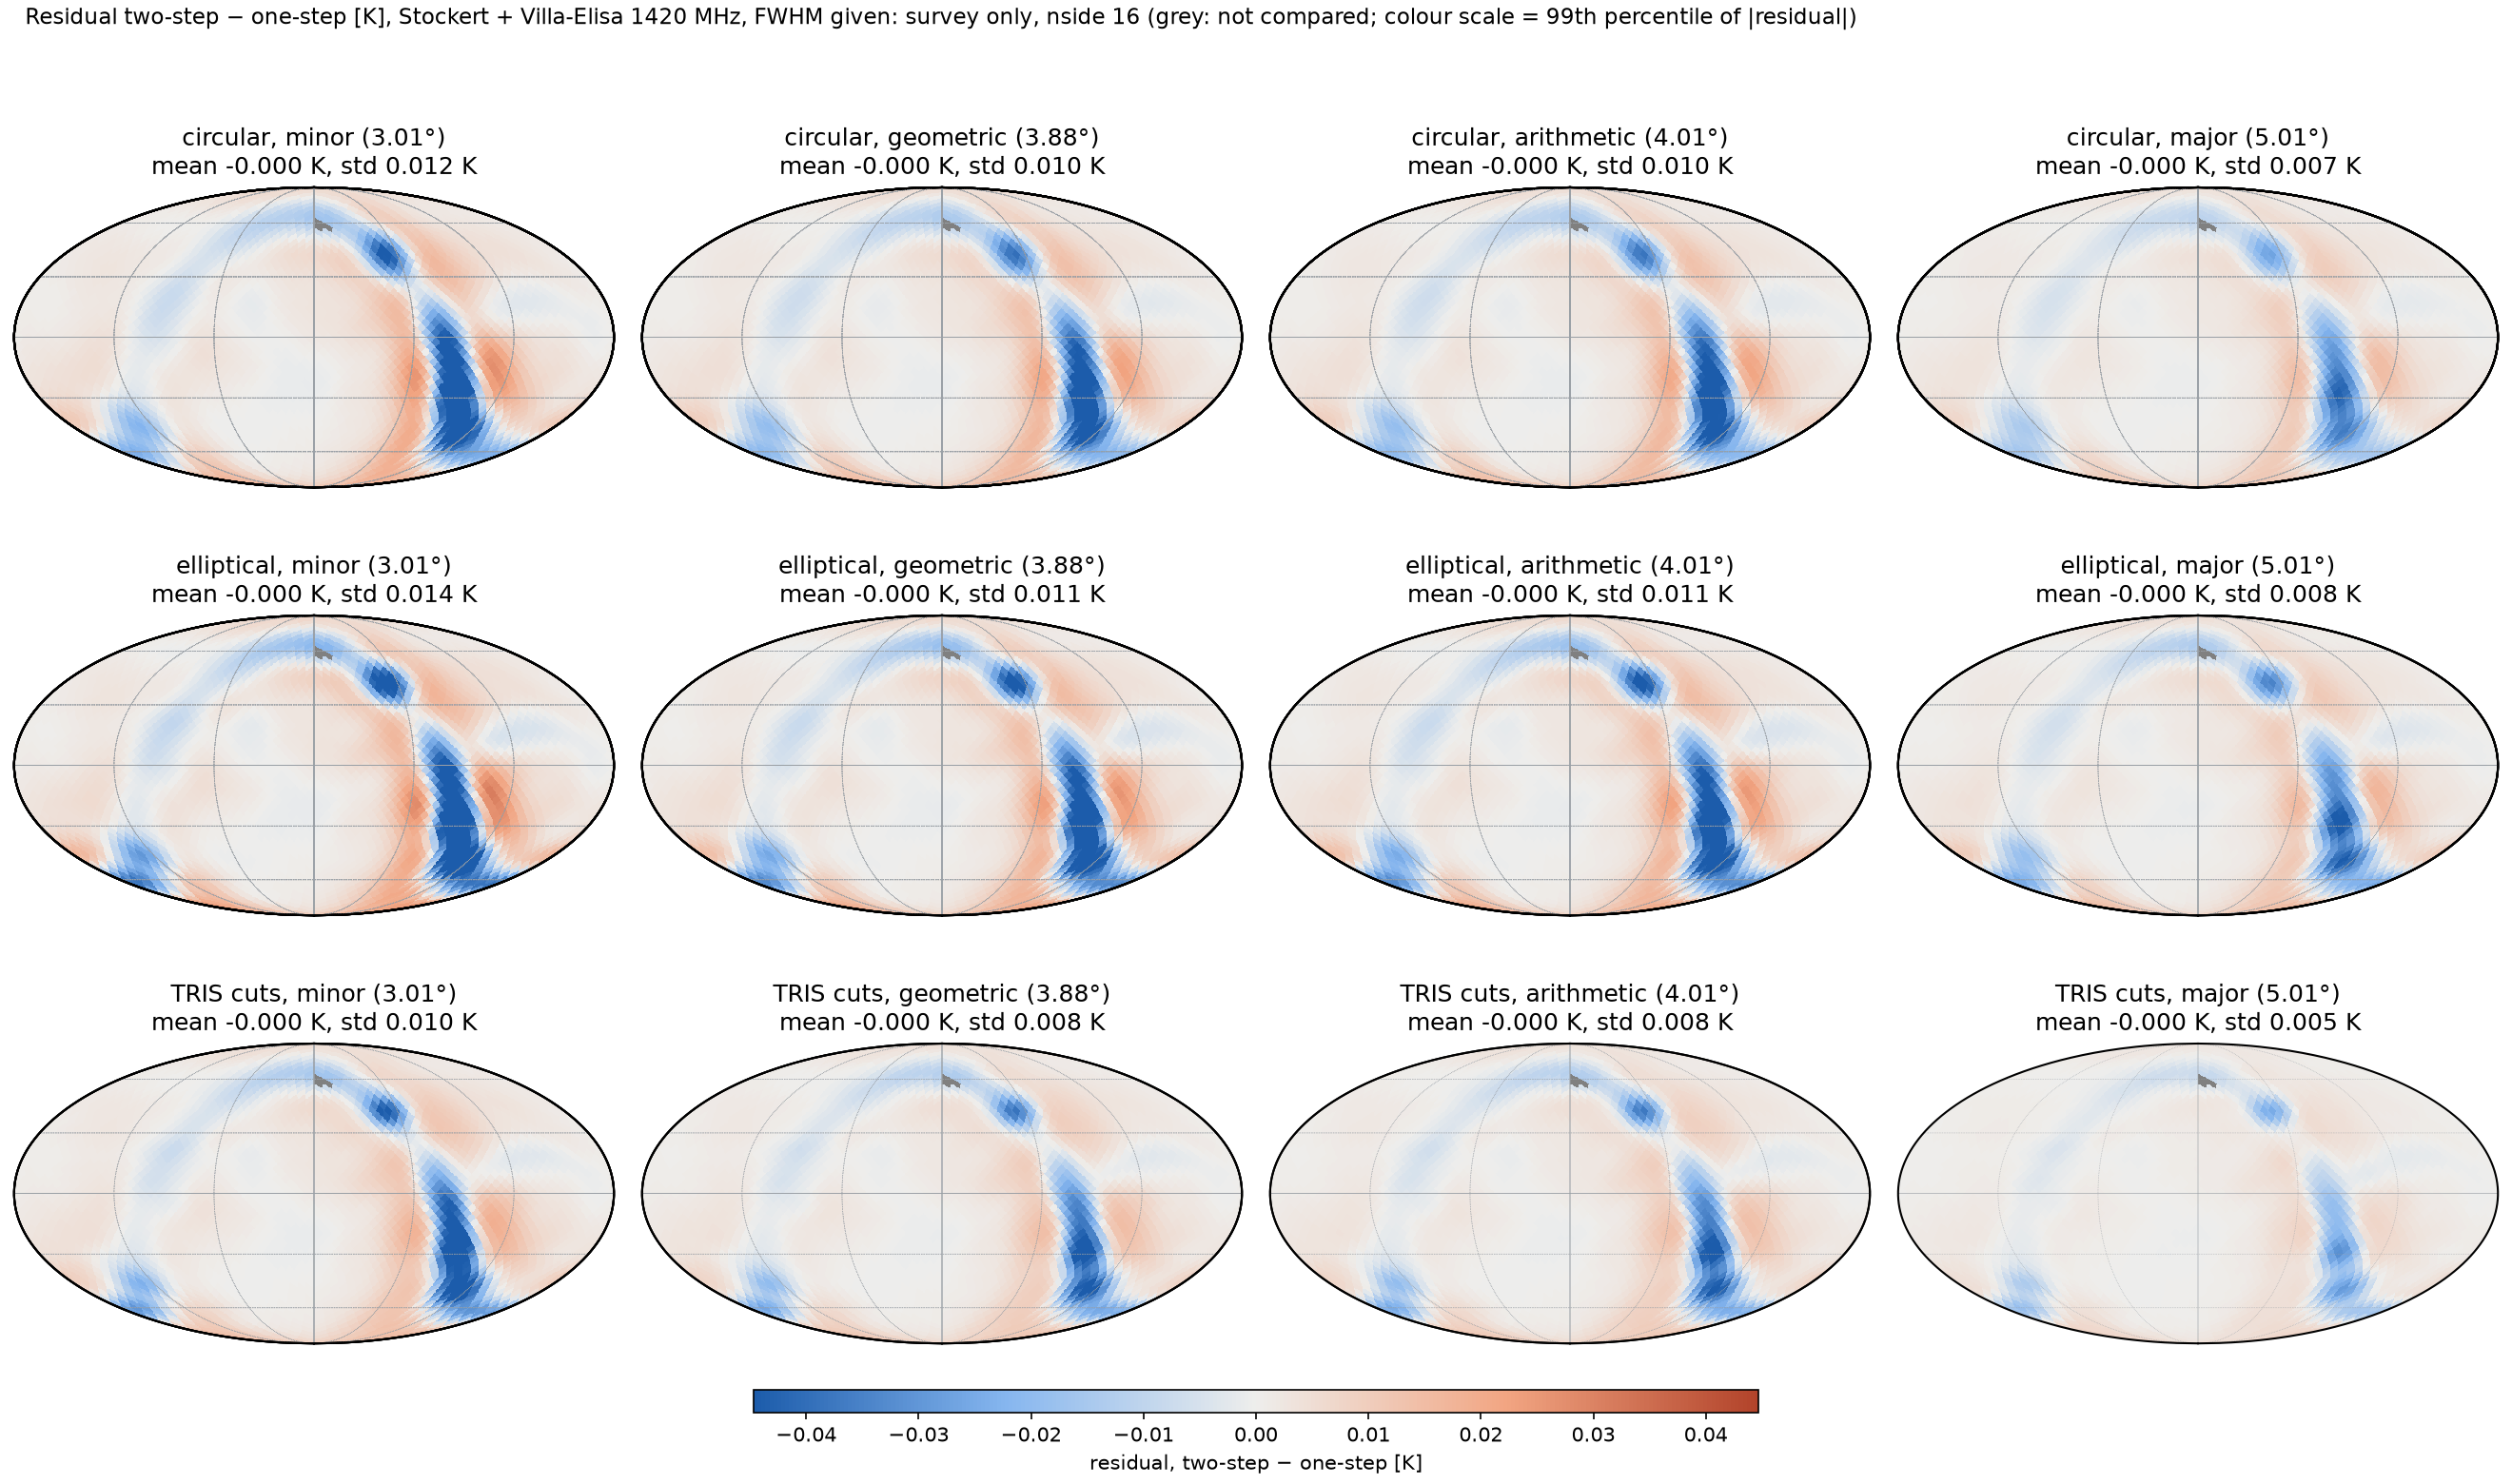 Residual two-step − one-step [K], Stockert + Villa-Elisa 1420 MHz, FWHM given: survey only, nside 16 (grey: not compared; colour scale = 99th percentile of |residual|)
circular, minor (3.01°)
mean -0.000 K, std 0.012 K
circular, geometric (3.88°)
mean -0.000 K, std 0.010 K
circular, arithmetic (4.01°)
mean -0.000 K, std 0.010 K
circular, major (5.01°)
mean -0.000 K, std 0.007 K
elliptical, minor (3.01°)
mean -0.000 K, std 0.014 K
elliptical, geometric (3.88°)
mean -0.000 K, std 0.011 K
elliptical, arithmetic (4.01°)
mean -0.000 K, std 0.011 K
elliptical, major (5.01°)
mean -0.000 K, std 0.008 K
TRIS cuts, minor (3.01°)
mean -0.000 K, std 0.010 K
TRIS cuts, geometric (3.88°)
mean -0.000 K, std 0.008 K
TRIS cuts, arithmetic (4.01°)
mean -0.000 K, std 0.008 K
TRIS cuts, major (5.01°)
mean -0.000 K, std 0.005 K
−0.04 −0.03 −0.02 −0.01 0.00 0.01 0.02 0.03 0.04
residual, two-step − one-step [K]